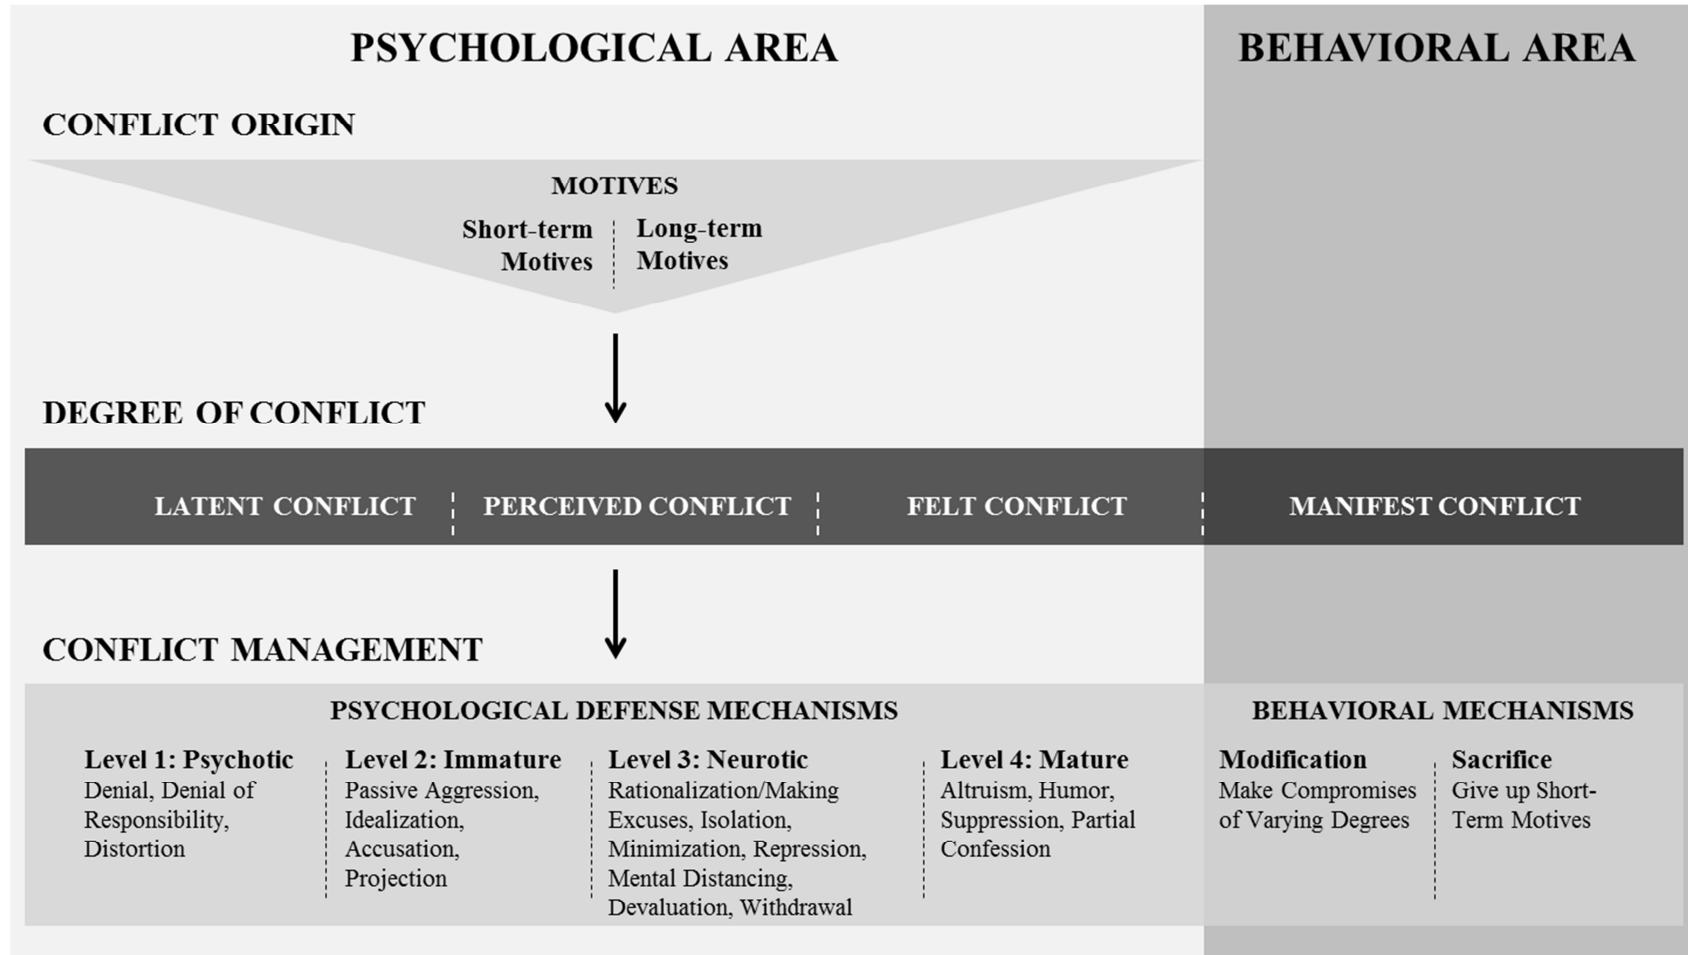 PSYCHOLOGICAL AREA
BEHAVIORAL AREA
CONFLICT ORIGIN
MOTIVES
Short-term
Motives
Long-term
Motives
DEGREE OF CONFLICT
LATENT CONFLICT
PERCEIVED CONFLICT
FELT CONFLICT
MANIFEST CONFLICT
CONFLICT MANAGEMENT
PSYCHOLOGICAL DEFENSE MECHANISMS
Level 1: Psychotic
Denial, Denial of
Responsibility,
Distortion
Level 2: Immature
Passive Aggression,
Idealization,
Accusation,
Projection
Level 3: Neurotic
Rationalization/Making
Excuses, Isolation,
Minimization, Repression,
Mental Distancing,
Devaluation, Withdrawal
Level 4: Mature
Altruism, Humor,
Suppression, Partial
Confession
BEHAVIORAL MECHANISMS
Modification
Make Compromises
of Varying Degrees
Sacrifice
Give up Short-
Term Motives